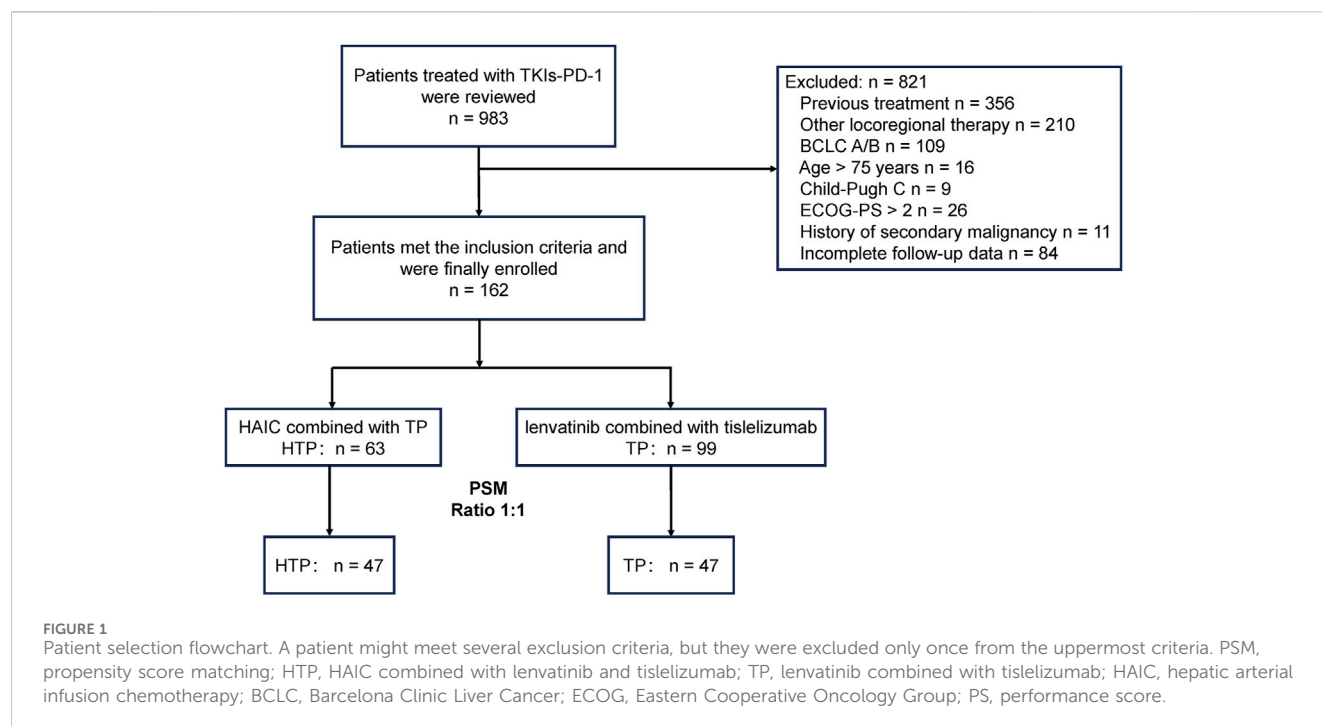 Patients treated with TKIs-PD-1
were reviewed
n = 983
Excluded: n = 821
Previous treatment n = 356
Other locoregional therapy n = 210
BCLC A/B n = 109
Age > 75 years n = 16
Child-Pugh C n = 9
ECOG-PS > 2 n = 26
History of secondary malignancy n = 11
Incomplete follow-up data n = 84
Patients met the inclusion criteria and
were finally enrolled
n = 162
HAIC combined with TP
HTP: n = 63
lenvatinib combined with tislelizumab
TP: n = 99
PSM
Ratio 1:1
HTP: n = 47
TP: n = 47
FIGURE 1
Patient selection flowchart. A patient might meet several exclusion criteria, but they were excluded only once from the uppermost criteria. PSM,
propensity score matching; HTP, HAIC combined with lenvatinib and tislelizumab; TP, lenvatinib combined with tislelizumab; HAIC, hepatic arterial
infusion chemotherapy; BCLC, Barcelona Clinic Liver Cancer; ECOG, Eastern Cooperative Oncology Group; PS, performance score.